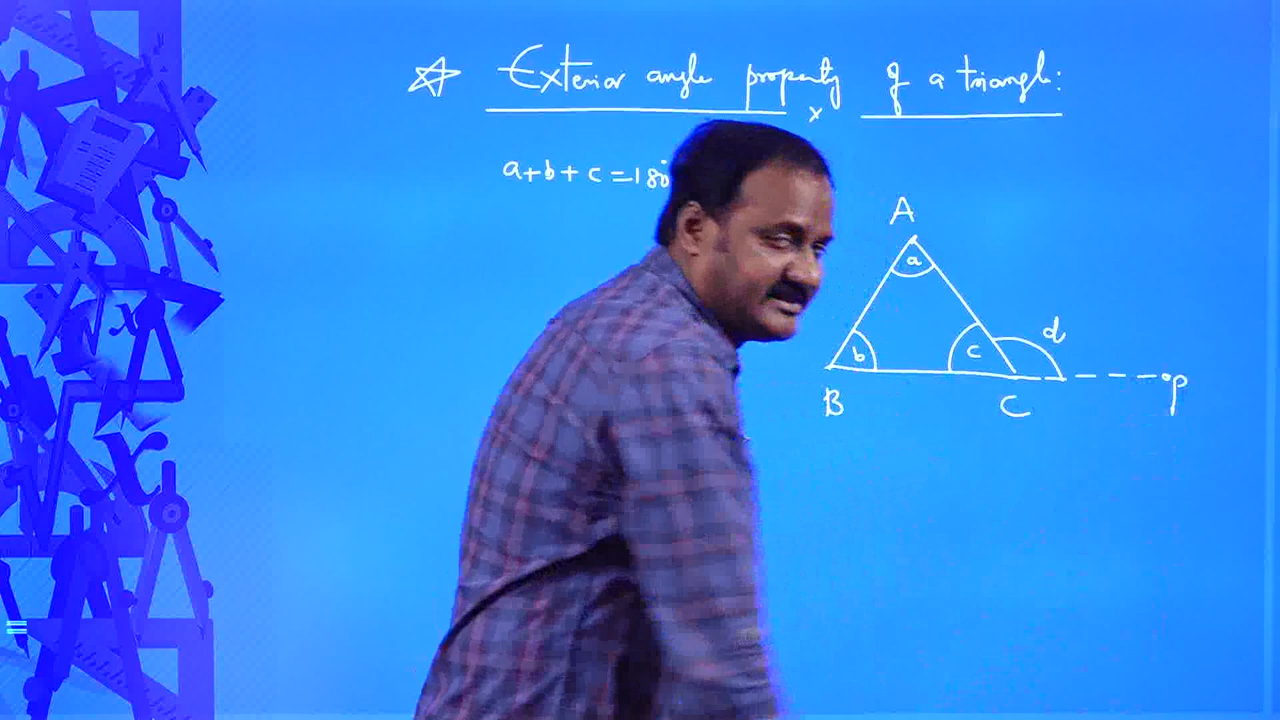 Exterior angle property of a triangle:
x
a+b+c=180°
A
a
b
c
d
B
C
P
x
x